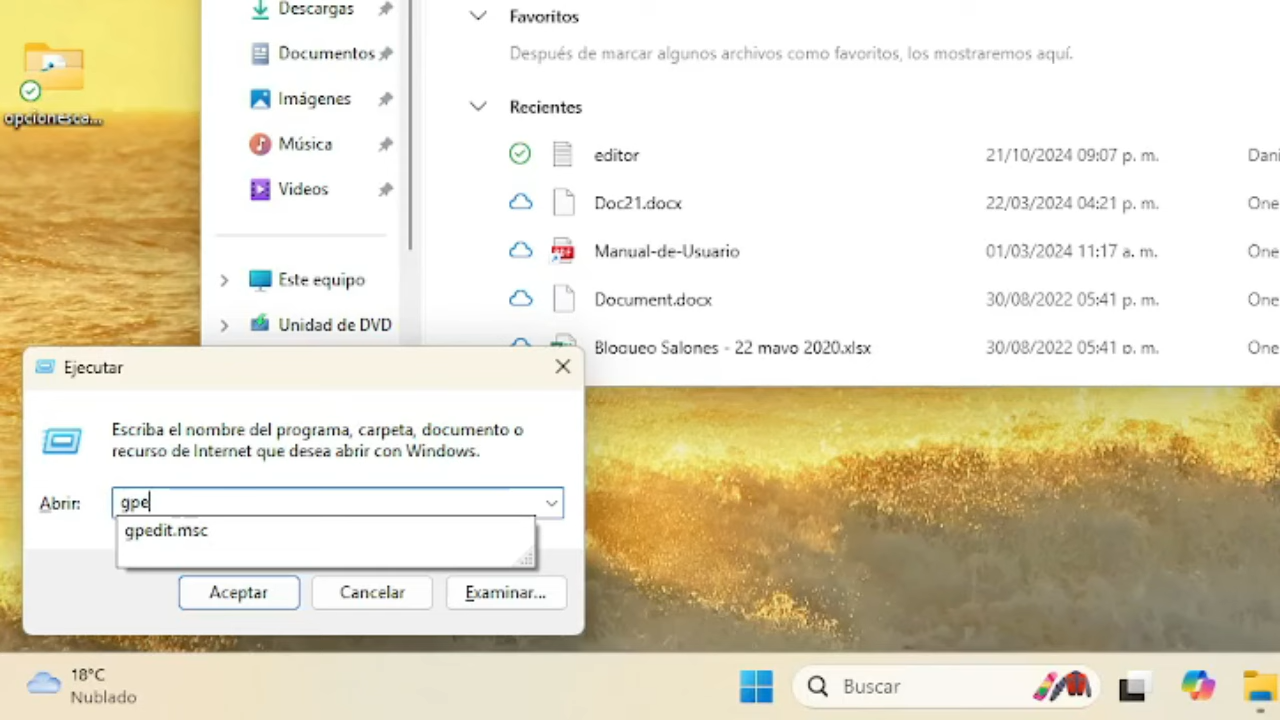 Descargas
Documentos
Imágenes
Música
Videos
Este equipo
Unidad de DVD
opcionesca...
Favoritos
Después de marcar algunos archivos como favoritos, los mostraremos aquí.
Recientes
editor 21/10/2024 09:07 p. m. Dani
Doc21.docx 22/03/2024 04:21 p. m. One
Manual-de-Usuario 01/03/2024 11:17 a. m. One
Document.docx 30/08/2022 05:41 p. m. One
Bloqueo Salones - 22 mayo 2020.xlsx 30/08/2022 05:41 p. m. One
Ejecutar
Escriba el nombre del programa, carpeta, documento o
recurso de Internet que desea abrir con Windows.
Abrir: gpe
gpedit.msc
Aceptar Cancelar Examinar...
18°C
Nublado
Buscar